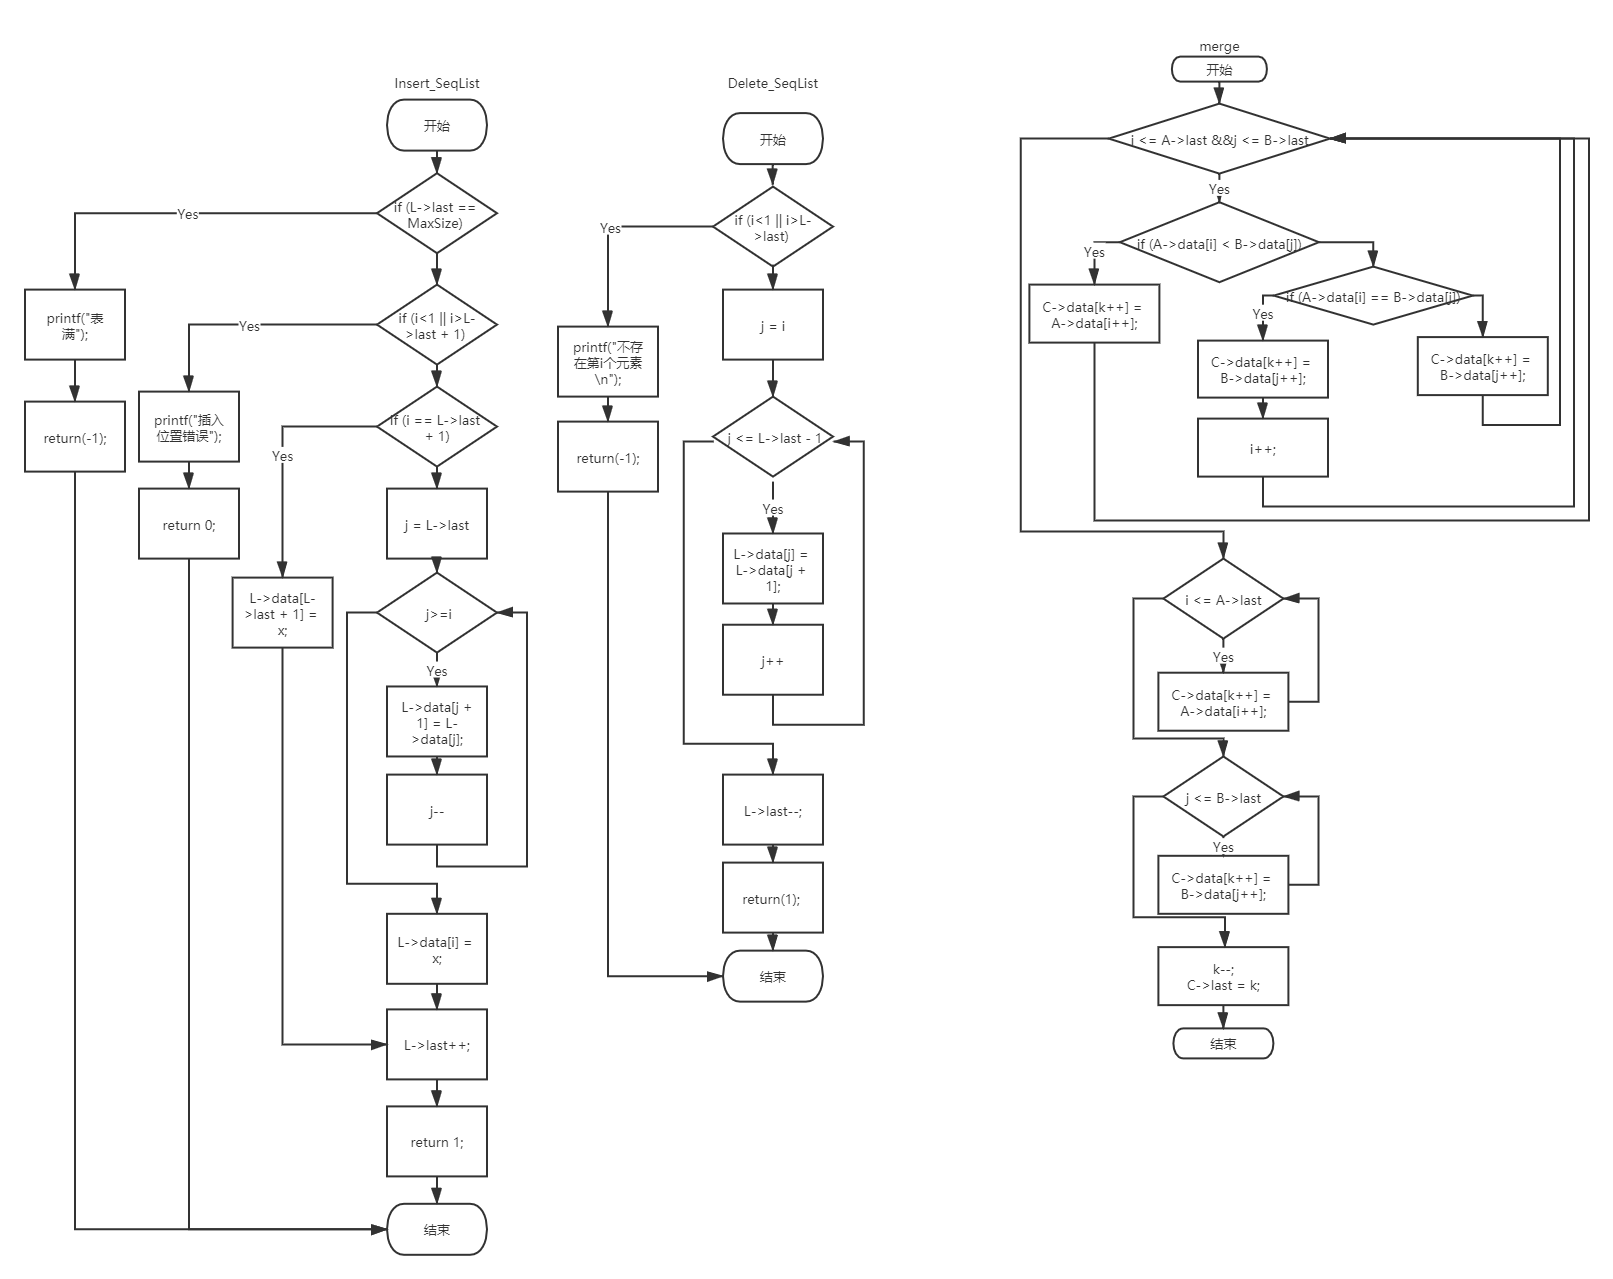 Insert_SeqList
开始
if (L->last ==
MaxSize)
Yes
printf("表
满");
return(-1);
if (i<1 || i>L-
>last + 1)
Yes
printf("插入
位置错误");
return 0;
if (i == L->last
+ 1)
Yes
L->data[L-
>last + 1] =
x;
j = L->last
j>=i
Yes
L->data[j +
1] = L-
>data[j];
j--
L->data[i] =
x;
L->last++;
return 1;
结束
Delete_SeqList
开始
if (i<1 || i>L-
>last)
Yes
printf("不存
在第i个元素
\n");
return(-1);
j = i
j <= L->last - 1
Yes
L->data[j] =
L->data[j +
1];
j++
L->last--;
return(1);
结束
merge
开始
i <= A->last &&j <= B->last
Yes
if (A->data[i] < B->data[j])
Yes
C->data[k++] =
A->data[i++];
if (A->data[i] == B->data[j])
Yes
C->data[k++] =
B->data[j++];
i++;
C->data[k++] =
B->data[j++];
i <= A->last
Yes
C->data[k++] =
A->data[i++];
j <= B->last
Yes
C->data[k++] =
B->data[j++];
k--;
C->last = k;
结束